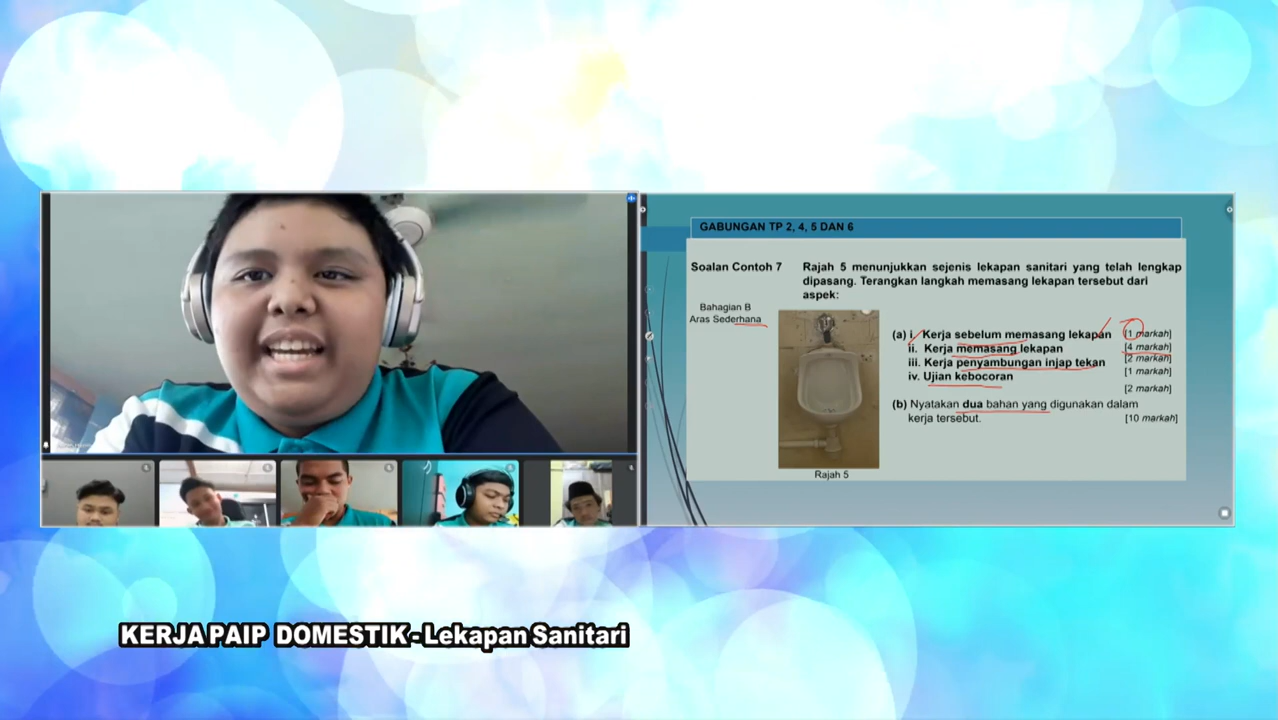 GABUNGAN TP 2, 4, 5 DAN 6
Soalan Contoh 7
Rajah 5 menunjukkan sejenis lekapan sanitari yang telah lengkap
dipasang. Terangkan langkah memasang lekapan tersebut dari
aspek:
Bahagian B
Aras Sederhana
(a) i. Kerja sebelum memasang lekapan [1 markah]
ii. Kerja memasang lekapan [4 markah]
iii. Kerja penyambungan injap tekan [2 markah]
iv. Ujian kebocoran [1 markah]
[2 markah]
(b) Nyatakan dua bahan yang digunakan dalam
kerja tersebut. [10 markah]
Rajah 5
KERJA PAIP DOMESTIK - Lekapan Sanitari